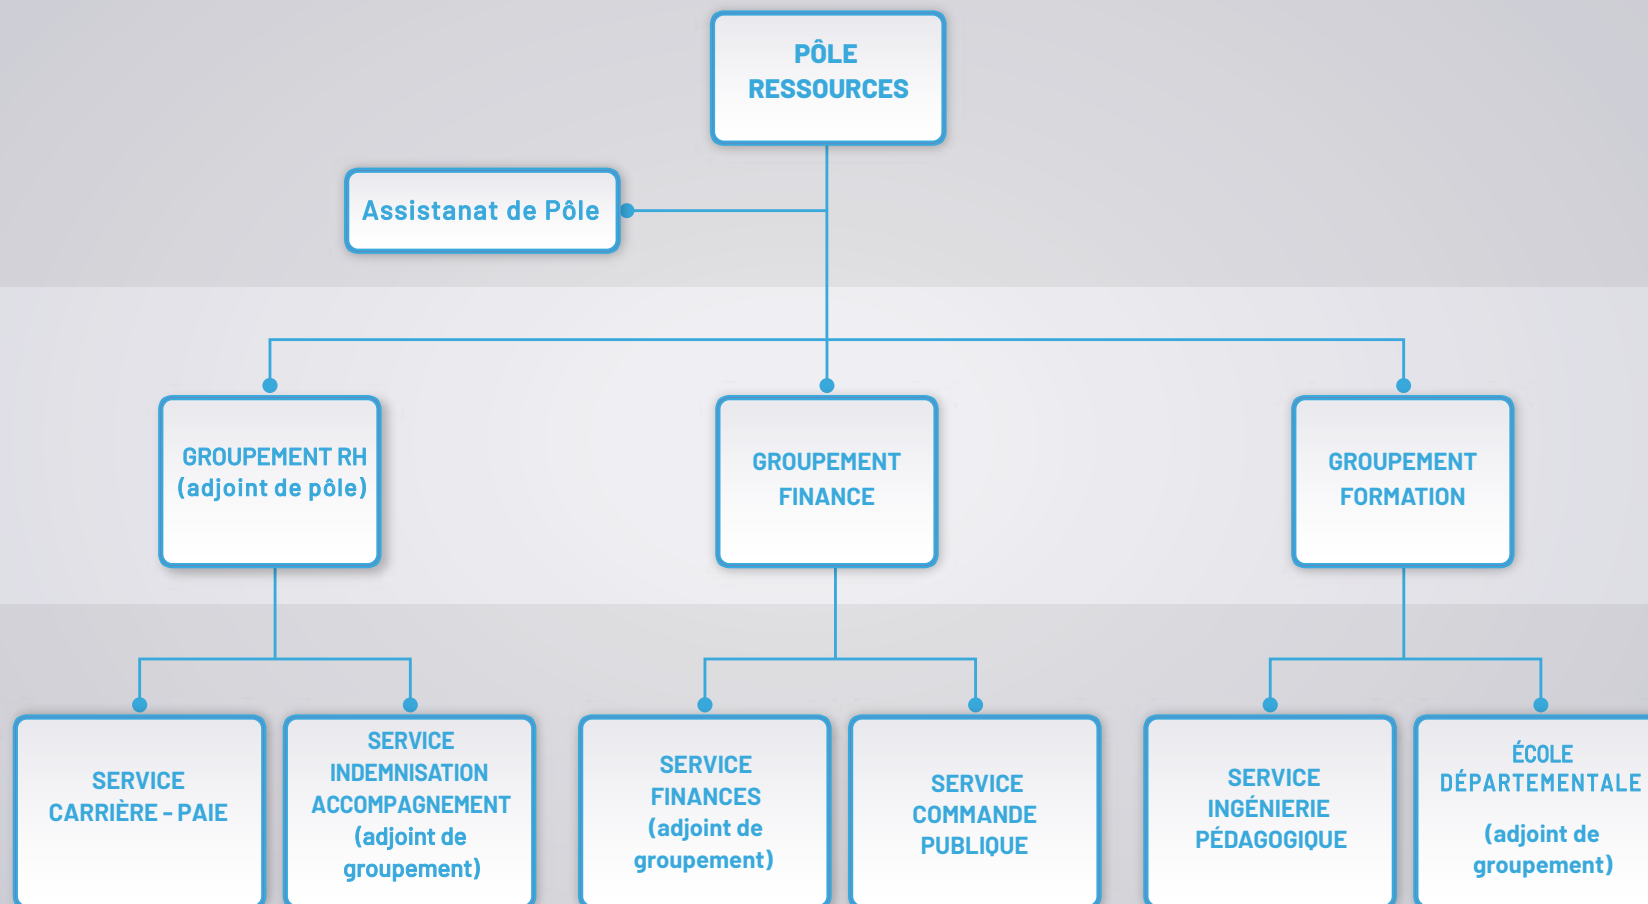 PÔLE
RESSOURCES
Assistanat de Pôle
GROUPEMENT RH
(adjoint de pôle)
GROUPEMENT
FINANCE
GROUPEMENT
FORMATION
SERVICE
CARRIÈRE - PAIE
SERVICE
INDEMNISATION
ACCOMPAGNEMENT
(adjoint de
groupement)
SERVICE
FINANCES
(adjoint de
groupement)
SERVICE
COMMANDE
PUBLIQUE
SERVICE
INGÉNIERIE
PÉDAGOGIQUE
ÉCOLE
DÉPARTEMENTALE
(adjoint de
groupement)